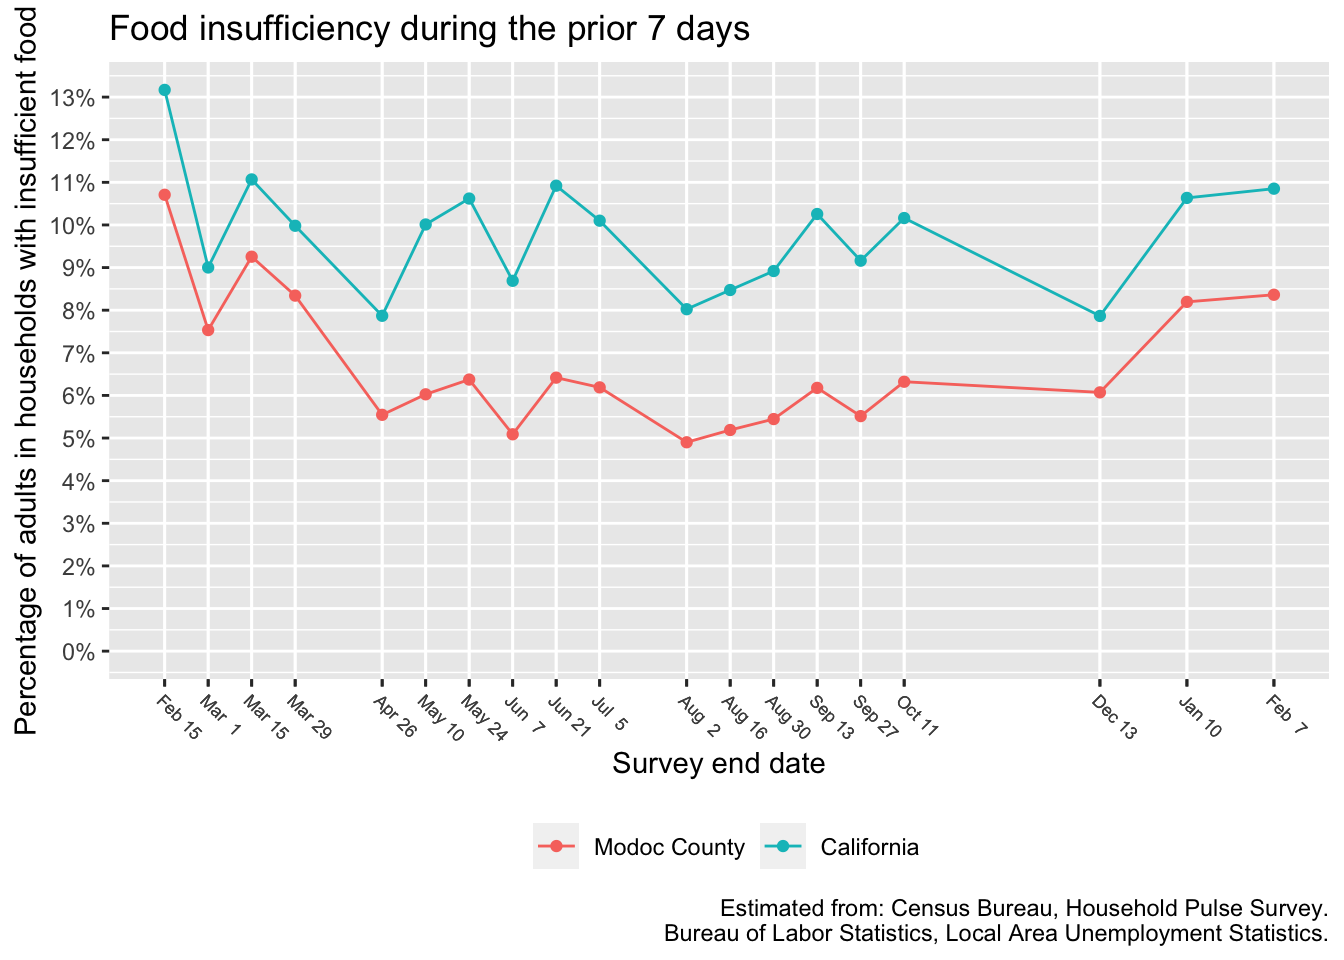 Food insufficiency during the prior 7 days
Percentage of adults in households with insufficient food
13%
12%
11%
10%
9%
8%
7%
6%
5%
4%
3%
2%
1%
0%
Feb 15
Mar 1
Mar 15
Mar 29
Apr 26
May 10
May 24
Jun 7
Jun 21
Jul 5
Aug 2
Aug 16
Aug 30
Sep 13
Sep 27
Oct 11
Dec 13
Jan 10
Feb 7
Survey end date
Modoc County
California
Estimated from: Census Bureau, Household Pulse Survey.
Bureau of Labor Statistics, Local Area Unemployment Statistics.